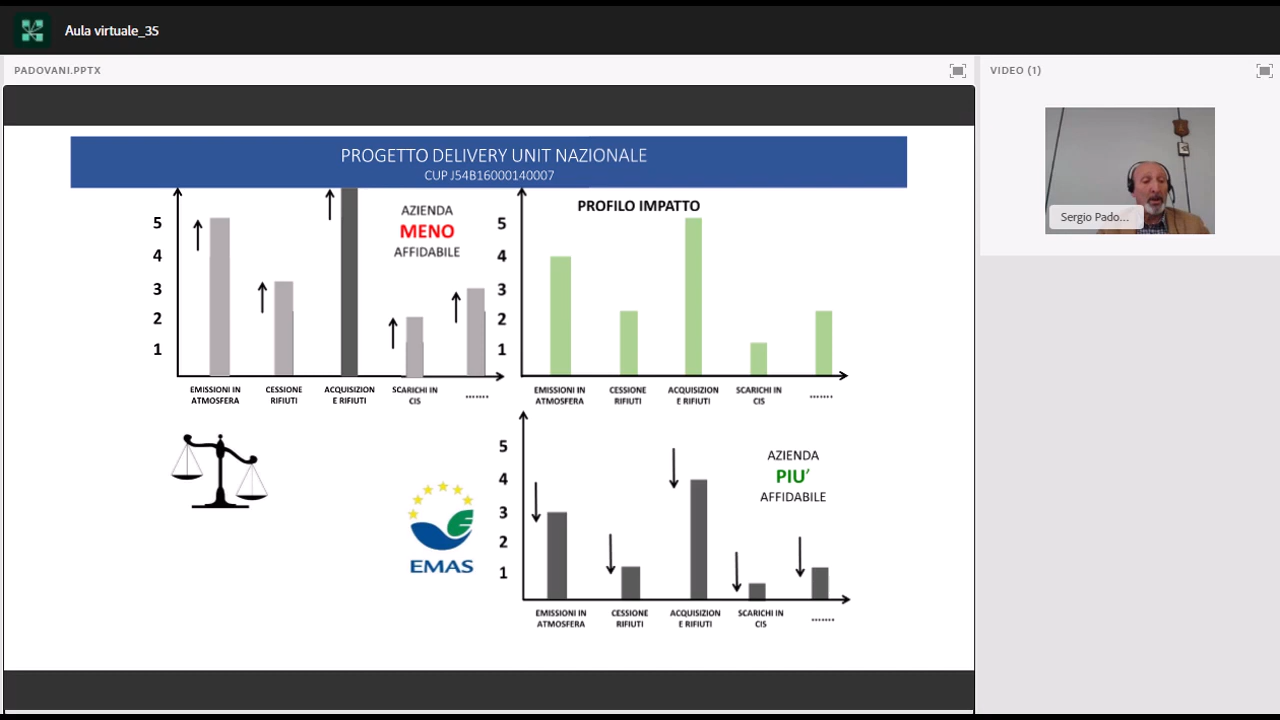 Aula virtuale_35
PADOVANI.PPTX
VIDEO (1)
Sergio Pado...
PROGETTO DELIVERY UNIT NAZIONALE
CUP J54B16000140007
5
4
3
2
1
AZIENDA
MENO
AFFIDABILE
EMISSIONI IN
ATMOSFERA
CESSIONE
RIFIUTI
ACQUISIZION
E RIFIUTI
SCARICHI IN
CIS
.......
PROFILO IMPATTO
5
4
3
2
1
EMISSIONI IN
ATMOSFERA
CESSIONE
RIFIUTI
ACQUISIZION
E RIFIUTI
SCARICHI IN
CIS
.......
EMAS
5
4
3
2
1
AZIENDA
PIU’
AFFIDABILE
EMISSIONI IN
ATMOSFERA
CESSIONE
RIFIUTI
ACQUISIZION
E RIFIUTI
SCARICHI IN
CIS
.......